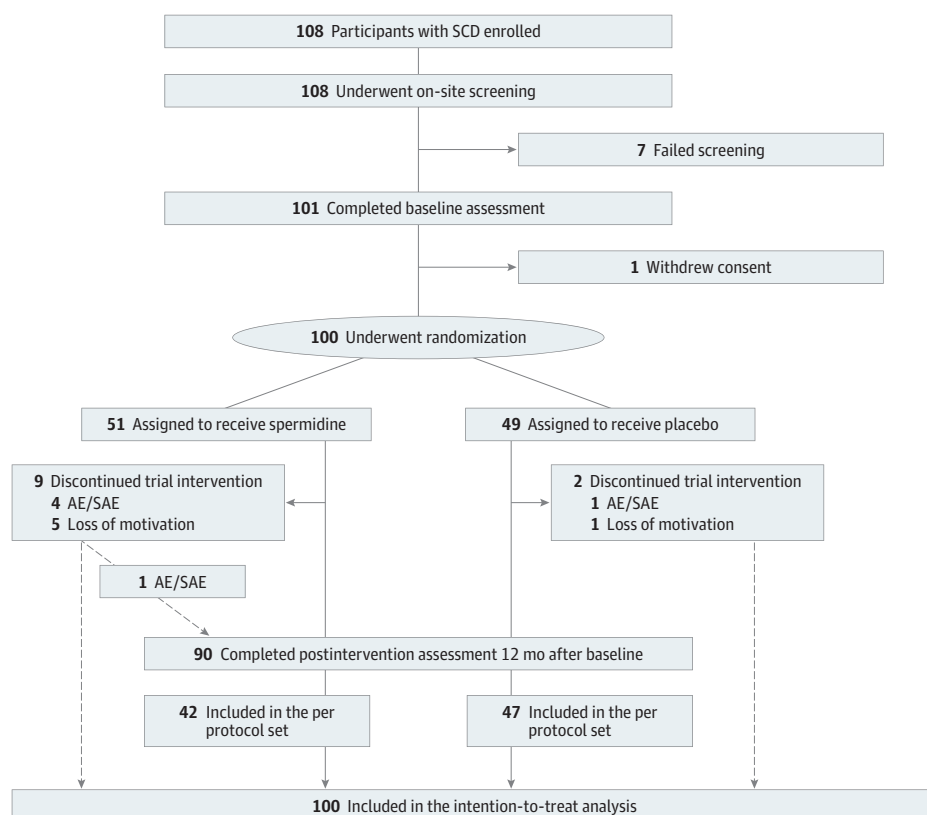 108 Participants with SCD enrolled
108 Underwent on-site screening
7 Failed screening
101 Completed baseline assessment
1 Withdrew consent
100 Underwent randomization
51 Assigned to receive spermidine
49 Assigned to receive placebo
9 Discontinued trial intervention
4 AE/SAE
5 Loss of motivation
2 Discontinued trial intervention
1 AE/SAE
1 Loss of motivation
1 AE/SAE
90 Completed postintervention assessment 12 mo after baseline
42 Included in the per
protocol set
47 Included in the per
protocol set
100 Included in the intention-to-treat analysis